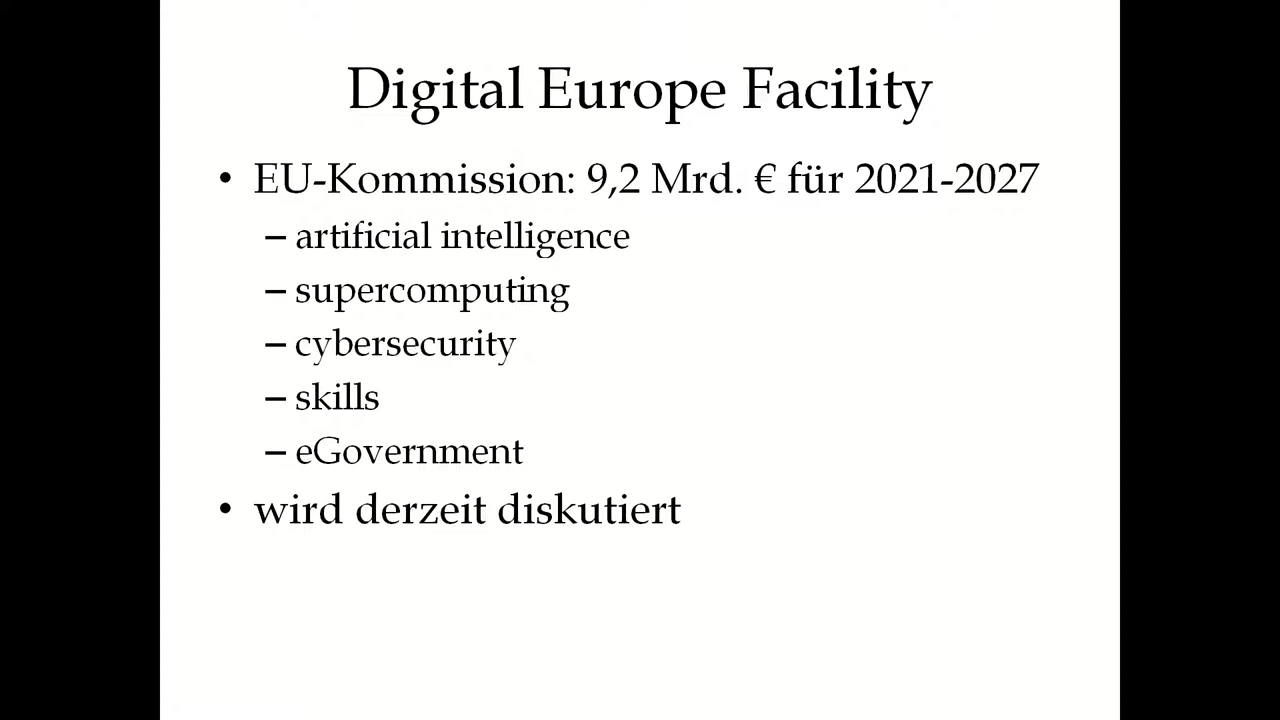 Digital Europe Facility
• EU-Kommission: 9,2 Mrd. € für 2021-2027
– artificial intelligence
– supercomputing
– cybersecurity
– skills
– eGovernment
• wird derzeit diskutiert